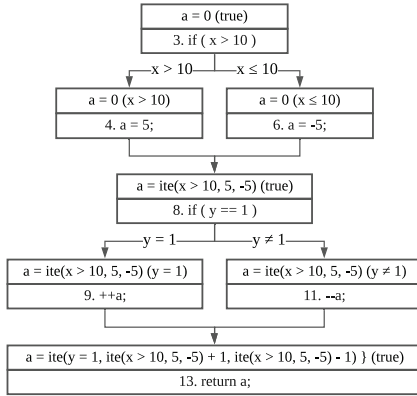 a = 0 (true)
3. if ( x > 10 )
x > 10
x ≤ 10
a = 0 (x > 10)
4. a = 5;
a = 0 (x ≤ 10)
6. a = -5;
a = ite(x > 10, 5, -5) (true)
8. if ( y == 1 )
y = 1
y ≠ 1
a = ite(x > 10, 5, -5) (y = 1)
9. ++a;
a = ite(x > 10, 5, -5) (y ≠ 1)
11. --a;
a = ite(y = 1, ite(x > 10, 5, -5) + 1, ite(x > 10, 5, -5) - 1) } (true)
13. return a;